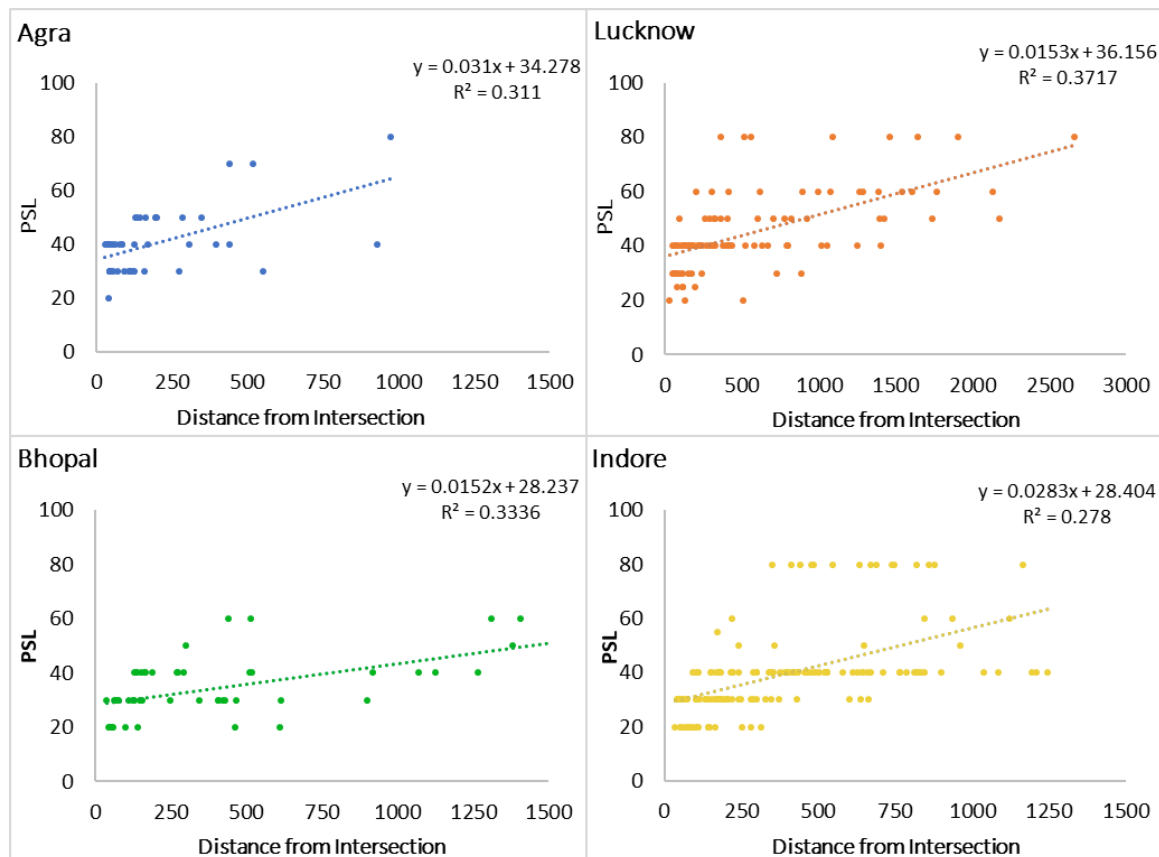 Agra
y = 0.031x + 34.278
R² = 0.311
100
80
60
40
20
0
PSL
0 250 500 750 1000 1250 1500
Distance from Intersection
Lucknow
y = 0.0153x + 36.156
R² = 0.3717
100
80
60
40
20
0
PSL
0 500 1000 1500 2000 2500 3000
Distance from Intersection
Bhopal
y = 0.0152x + 28.237
R² = 0.3336
100
80
60
40
20
0
PSL
0 250 500 750 1000 1250 1500
Distance from Intersection
Indore
y = 0.0283x + 28.404
R² = 0.278
100
80
60
40
20
0
PSL
0 250 500 750 1000 1250 1500
Distance from Intersection